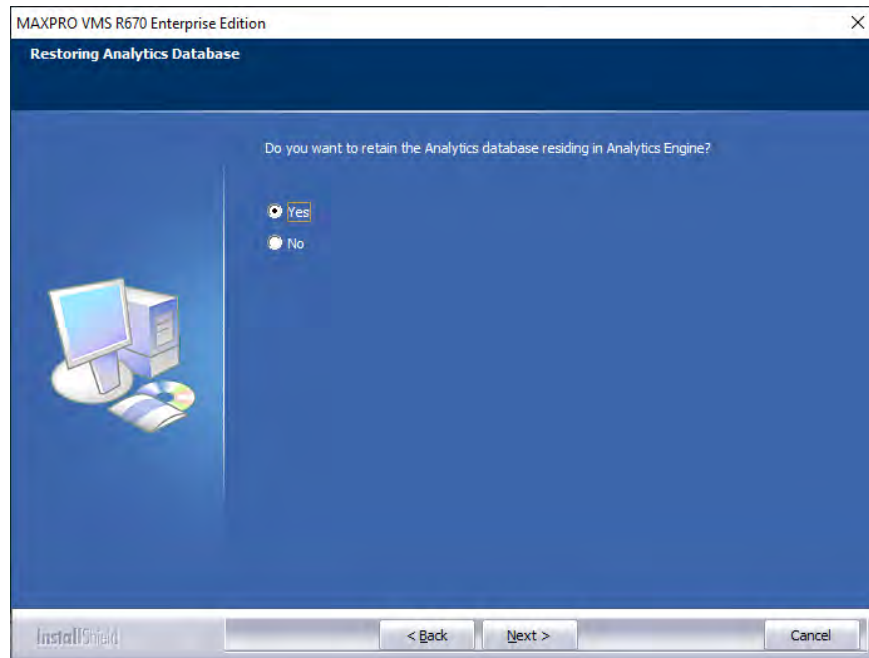 MAXPRO VMS R670 Enterprise Edition
Restoring Analytics Database
Do you want to retain the Analytics database residing in Analytics Engine?
Yes
No
InstallShield
< Back
Next >
Cancel